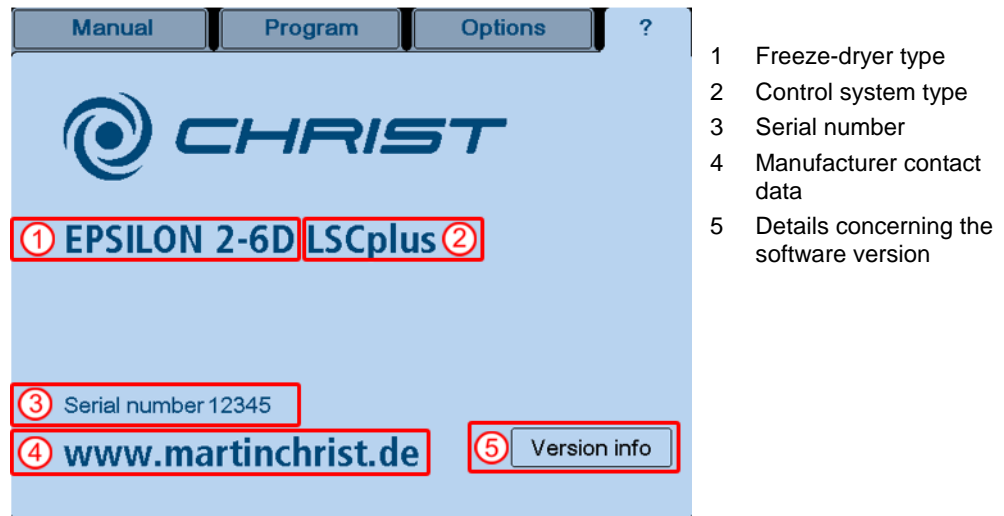 Manual Program Options ?
CHRIST
1 EPSILON 2-6D LSCplus 2
3 Serial number 12345
4 www.martinchrist.de 5 Version info
1 Freeze-dryer type
2 Control system type
3 Serial number
4 Manufacturer contact
data
5 Details concerning the
software version